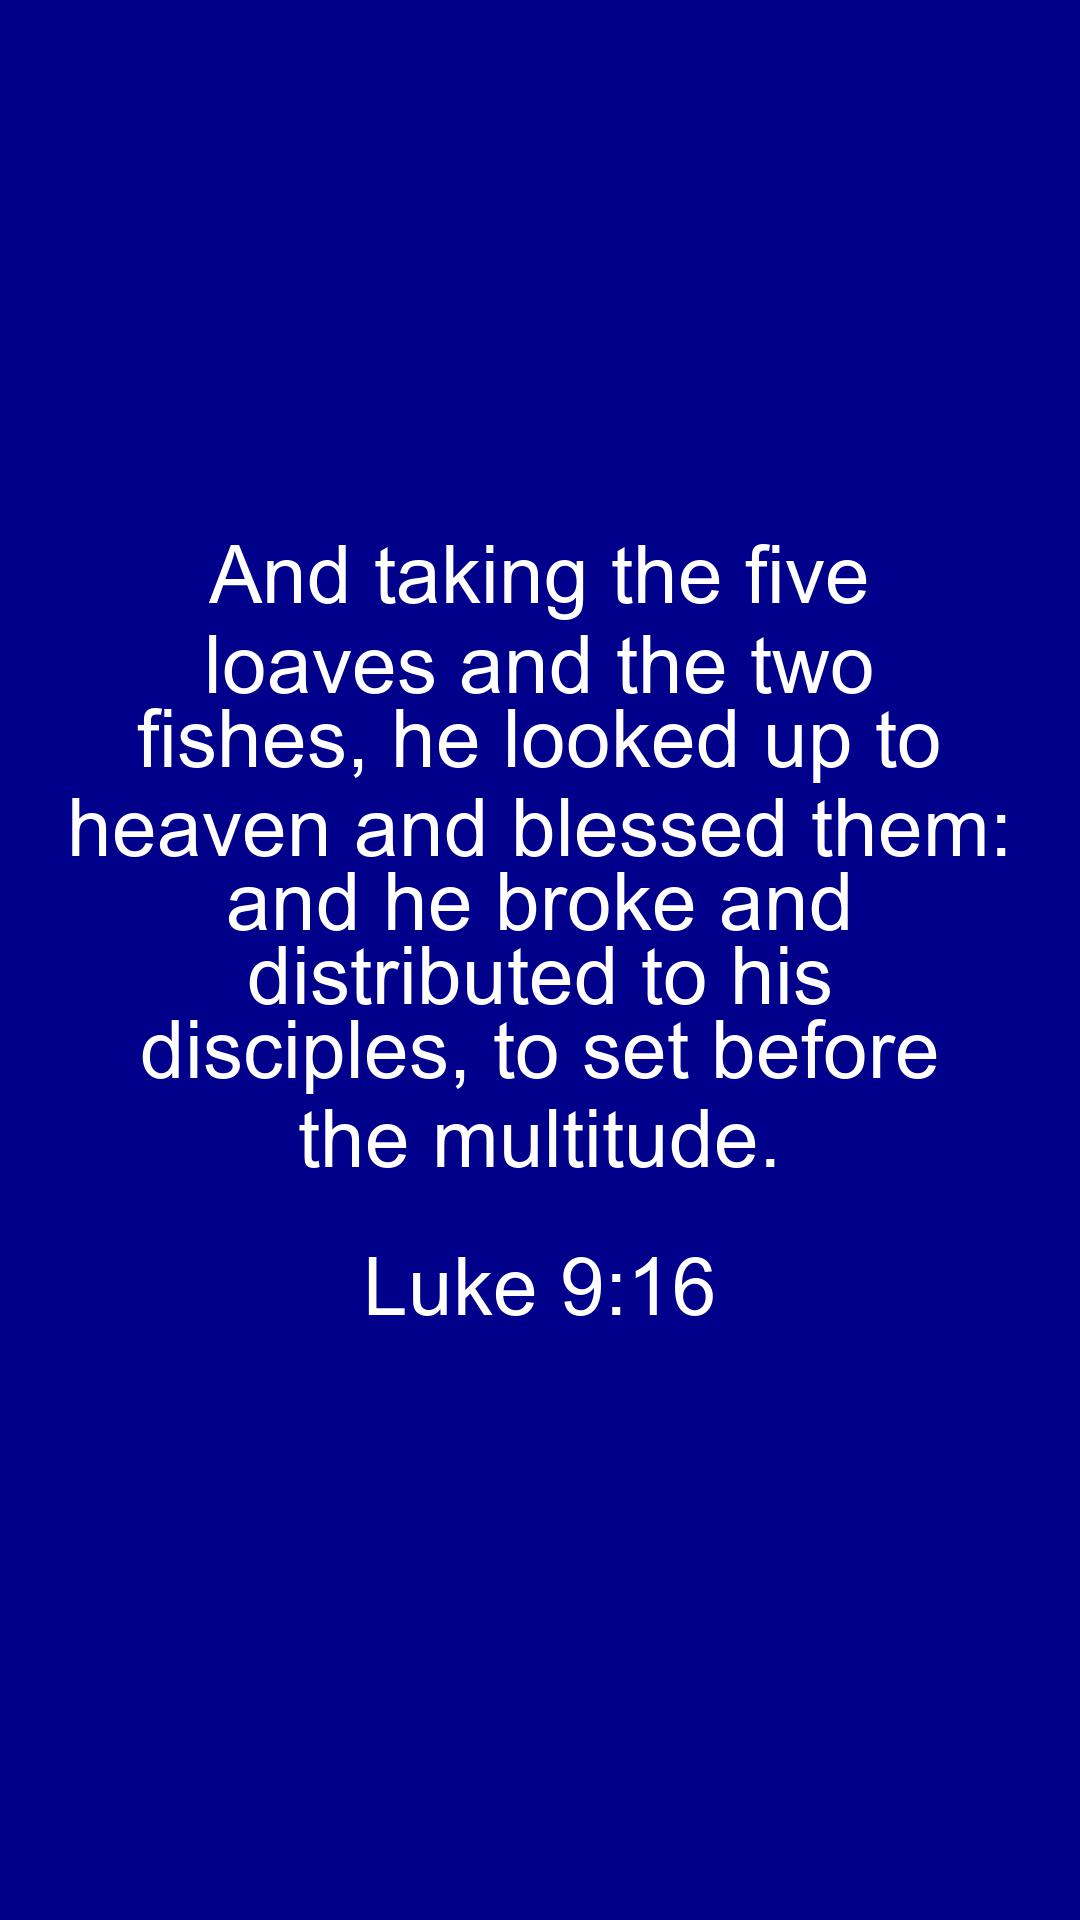 And taking the five
loaves and the two
fishes, he looked up to
heaven and blessed them:
and he broke and
distributed to his
disciples, to set before
the multitude.
Luke 9:16